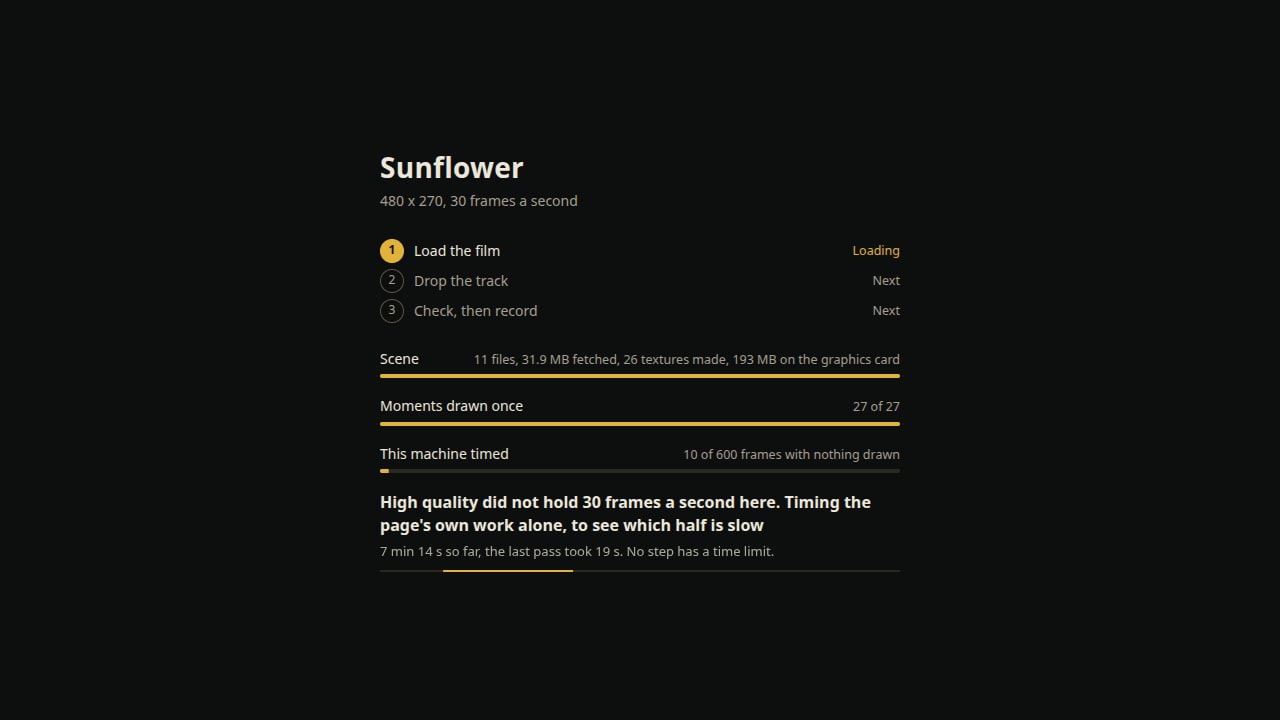 Sunflower
480 x 270, 30 frames a second
1 Load the film Loading
2 Drop the track Next
3 Check, then record Next
Scene 11 files, 31.9 MB fetched, 26 textures made, 193 MB on the graphics card
Moments drawn once 27 of 27
This machine timed 10 of 600 frames with nothing drawn
High quality did not hold 30 frames a second here. Timing the
page's own work alone, to see which half is slow
7 min 14 s so far, the last pass took 19 s. No step has a time limit.